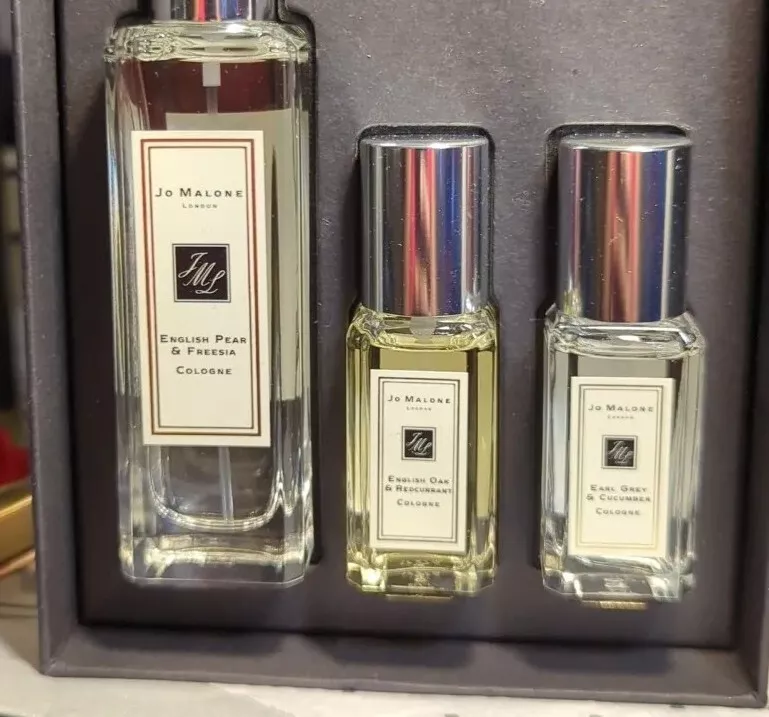 Jo Malone
London
JML
English Pear
& Freesia
Cologne
Jo Malone
London
JML
English Oak
& Redcurrant
Cologne
Jo Malone
London
JML
Earl Grey
& Cucumber
Cologne